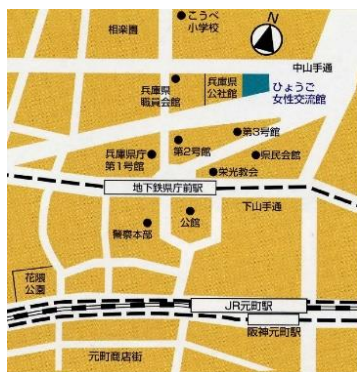 こうべ
小学校
N
相楽園
中山手通
兵庫県
職員会館
兵庫県
公社館
ひょうご
女性交流館
第3号館
第2号館
兵庫県庁
第1号館
県民会館
栄光教会
地下鉄県庁前駅
公館
下山手通
警察本部
花隈
公園
JR元町駅
阪神元町駅
元町商店街